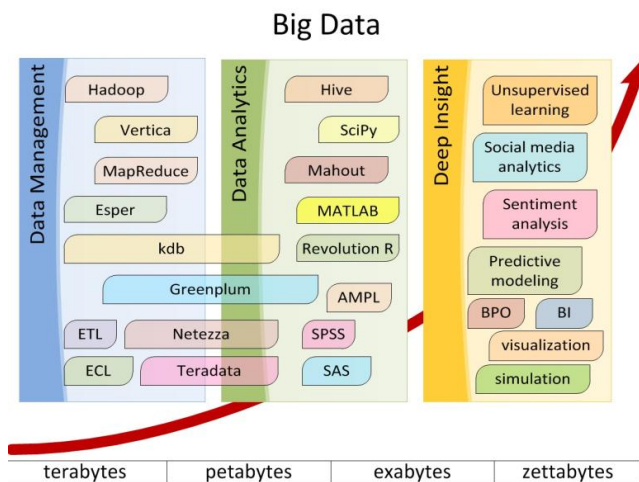 Big Data
Data Management
Hadoop
Vertica
MapReduce
Esper
kdb
Greenplum
ETL
Netezza
ECL
Teradata
Data Analytics
Hive
SciPy
Mahout
MATLAB
Revolution R
AMPL
SPSS
SAS
Deep Insight
Unsupervised
learning
Social media
analytics
Sentiment
analysis
Predictive
modeling
BPO
BI
visualization
simulation
terabytes
petabytes
exabytes
zettabytes